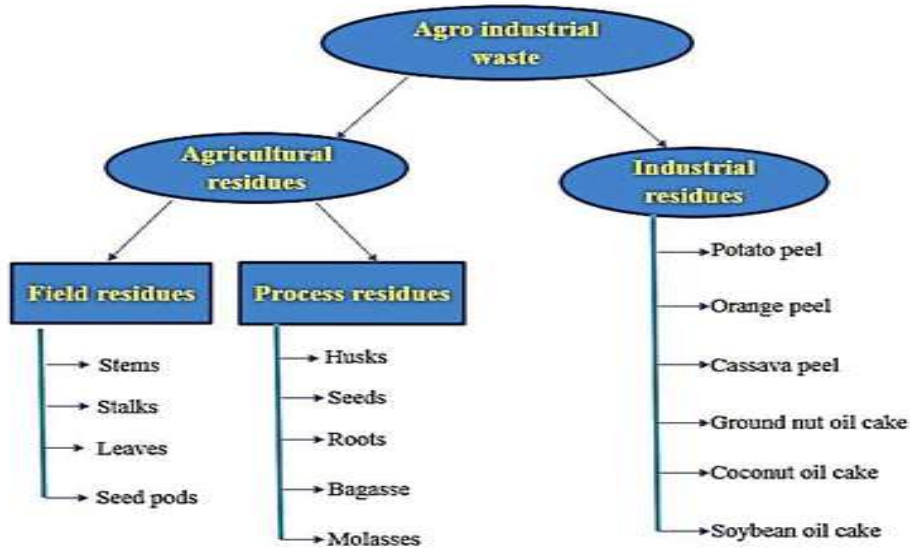 Agro industrial
waste
Agricultural
residues
Industrial
residues
Field residues
Process residues
Stems
Stalks
Leaves
Seed pods
Husks
Seeds
Roots
Bagasse
Molasses
Potato peel
Orange peel
Cassava peel
Ground nut oil cake
Coconut oil cake
Soybean oil cake